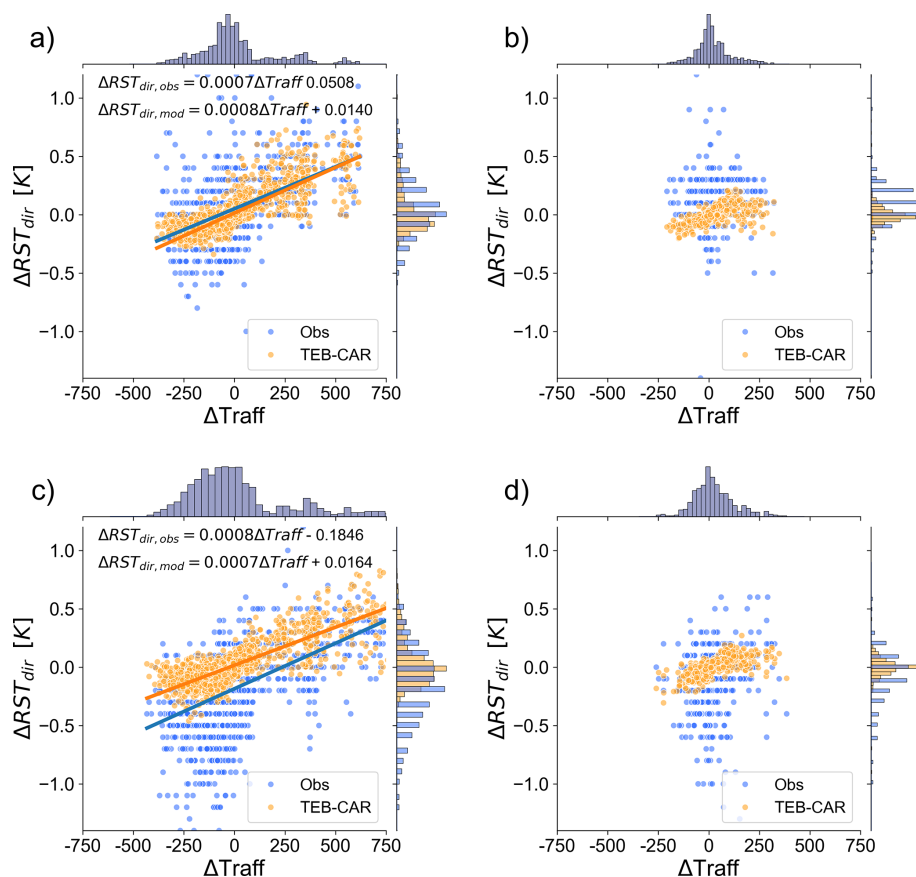 a)
ΔRST_dir,obs = 0.0007ΔTraff 0.0508
ΔRST_dir,mod = 0.0008ΔTraff + 0.0140
1.0
0.5
0.0
−0.5
−1.0
ΔRST_dir [K]
Obs
TEB-CAR
-750 -500 -250 0 250 500 750
ΔTraff
b)
1.0
0.5
0.0
−0.5
−1.0
ΔRST_dir [K]
Obs
TEB-CAR
-750 -500 -250 0 250 500 750
ΔTraff
c)
ΔRST_dir,obs = 0.0008ΔTraff - 0.1846
ΔRST_dir,mod = 0.0007ΔTraff + 0.0164
1.0
0.5
0.0
−0.5
−1.0
ΔRST_dir [K]
Obs
TEB-CAR
-750 -500 -250 0 250 500 750
ΔTraff
d)
1.0
0.5
0.0
−0.5
−1.0
ΔRST_dir [K]
Obs
TEB-CAR
-750 -500 -250 0 250 500 750
ΔTraff